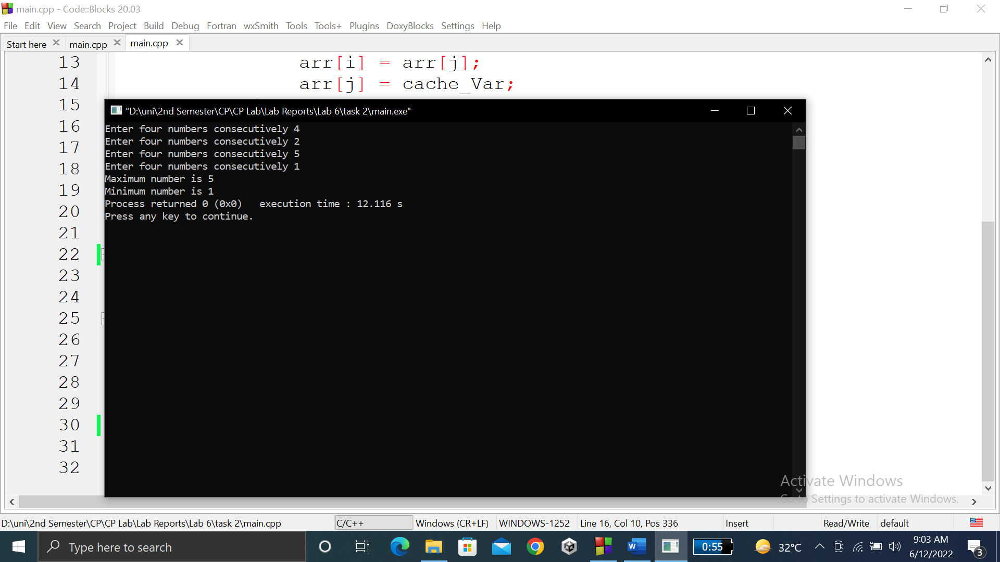 main.cpp - Code::Blocks 20.03
File Edit View Search Project Build Debug Fortran wxSmith Tools Tools+ Plugins DoxyBlocks Settings Help
Start here main.cpp main.cpp
13 arr[i] = arr[j];
14 arr[j] = cache_Var;
15
"D:\uni\2nd Semester\CP\CP Lab\Lab Reports\Lab 6\task 2\main.exe"
16
Enter four numbers consecutively 4
Enter four numbers consecutively 2
17
Enter four numbers consecutively 5
18
Enter four numbers consecutively 1
Maximum number is 5
19
Minimum number is 1
Process returned 0 (0x0)   execution time : 12.116 s
20
Press any key to continue.
21
22
23
24
25
26
27
28
29
30
31
32
Activate Windows
Go to Settings to activate Windows.
D:\uni\2nd Semester\CP\CP Lab\Lab Reports\Lab 6\task 2\main.cpp C/C++ Windows (CR+LF) WINDOWS-1252 Line 16, Col 10, Pos 336 Insert Read/Write default
Type here to search W 0:55 32°C 9:03 AM
6/12/2022 3